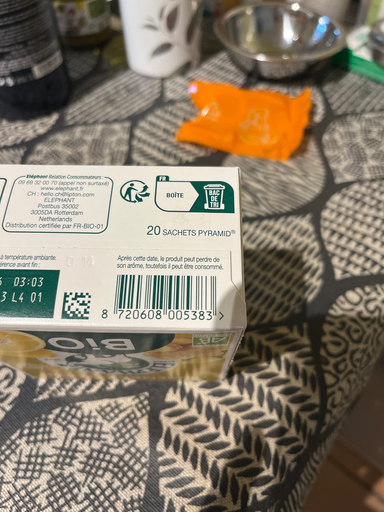 Eléphant Relation Consommateurs
09 69 32 00 70 (appel non surtaxé)
www.elephant.fr
CH : hello.ch@lipton.com
ELEPHANT
Postbus 35002
3005DA Rotterdam
Netherlands
Distribution certifiée par FR-BIO-01
FR
BOÎTE
BAC
DE
TRI
20 SACHETS PYRAMID®
à température ambiante.
Après cette date, le produit peut perdre de
son arôme, toutefois il peut être consommé.
03:03
3 L4 01
8 720608 005383 >
BIO